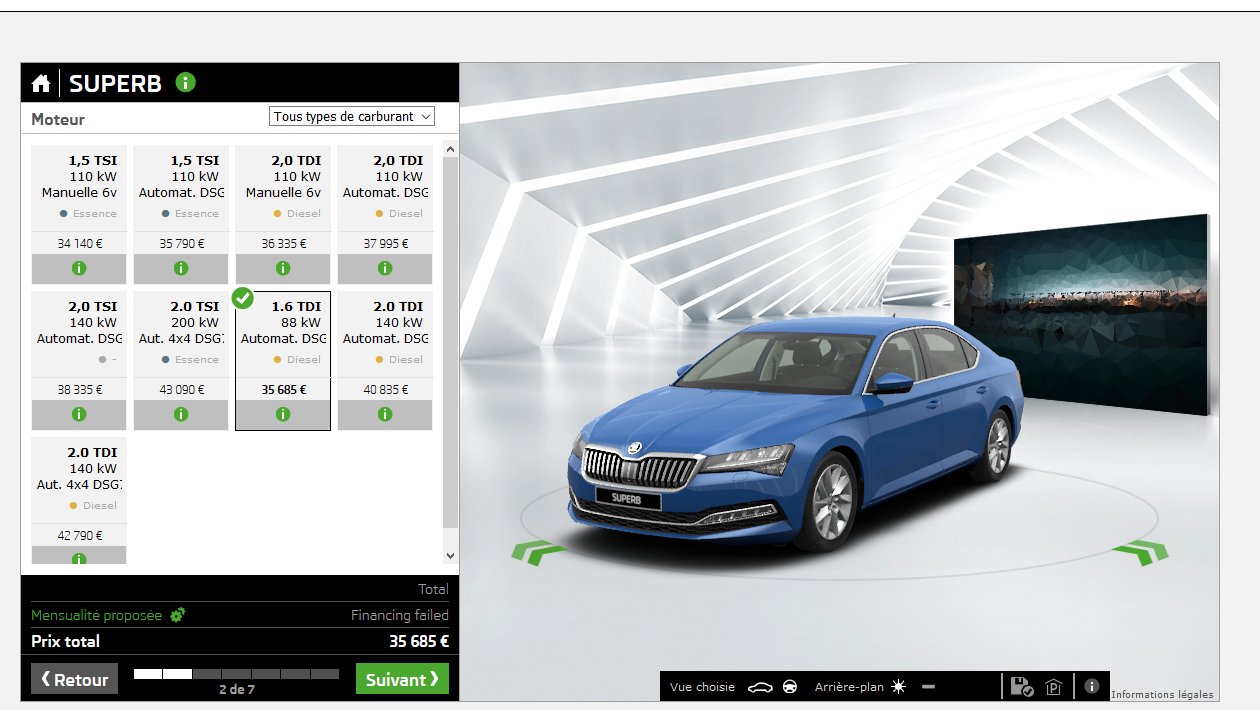 SUPERB
Moteur
Tous types de carburant
1,5 TSI
110 kW
Manuelle 6v
Essence
34 140 €
1,5 TSI
110 kW
Automat. DSG
Essence
35 790 €
2,0 TDI
110 kW
Manuelle 6v
Diesel
36 335 €
2,0 TDI
110 kW
Automat. DSG
Diesel
37 995 €
2,0 TSI
140 kW
Automat. DSG
-
38 335 €
2.0 TSI
200 kW
Aut. 4x4 DSG7
Essence
43 090 €
1.6 TDI
88 kW
Automat. DSG
Diesel
35 685 €
2.0 TDI
140 kW
Automat. DSG
Diesel
40 835 €
2.0 TDI
140 kW
Aut. 4x4 DSG7
Diesel
42 790 €
Total
Mensualité proposée
Financing failed
Prix total
35 685 €
Retour
2 de 7
Suivant
SUPERB
Vue choisie
Arrière-plan
Informations légales